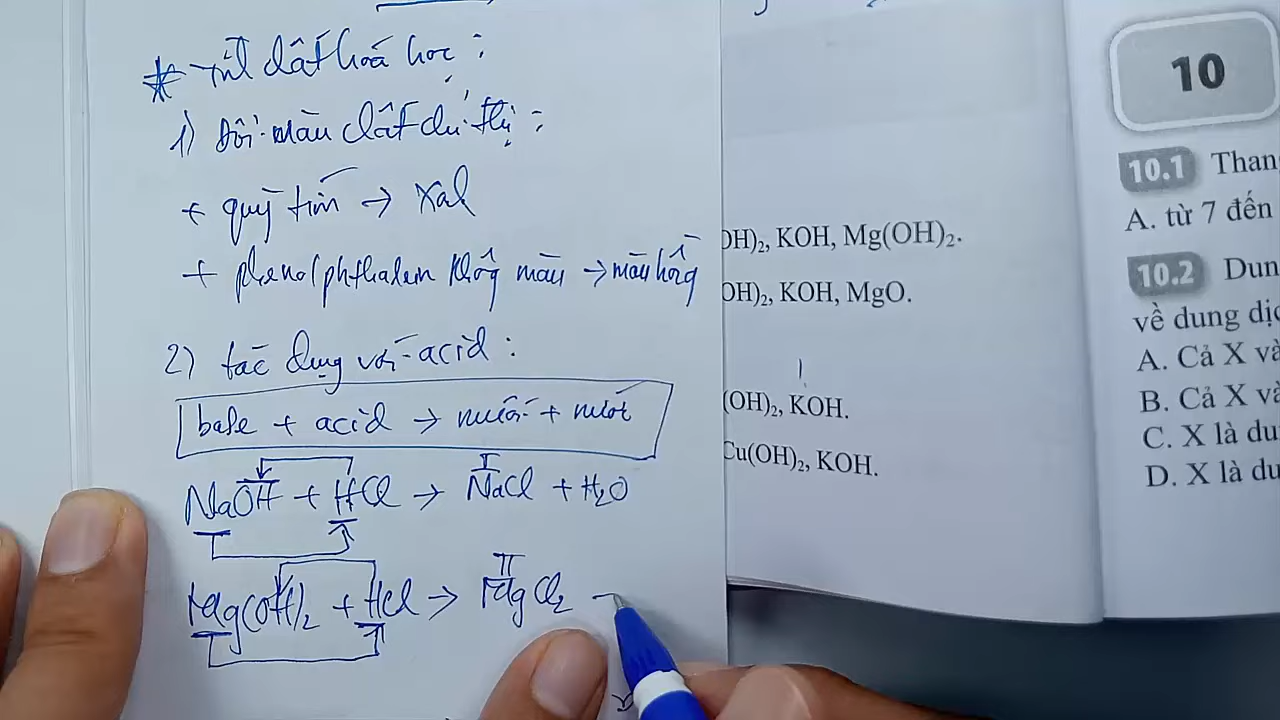 * Tính chất hoá học :
1) Đổi màu chất chỉ thị :
+ quỳ tím → xanh
+ phenolphthalein không màu → màu hồng
2) tác dụng với acid :
base + acid → muối + nước
NaOH + HCl → NaCl + H₂O
I
Mg(OH)₂ + HCl → MgCl₂
II
OH)₂, KOH, Mg(OH)₂.
OH)₂, KOH, MgO.
(OH)₂, KOH.
Cu(OH)₂, KOH.
10
10.1 Than
A. từ 7 đến
10.2 Dun
về dung dịc
A. Cả X và
B. Cả X và
C. X là du
D. X là du